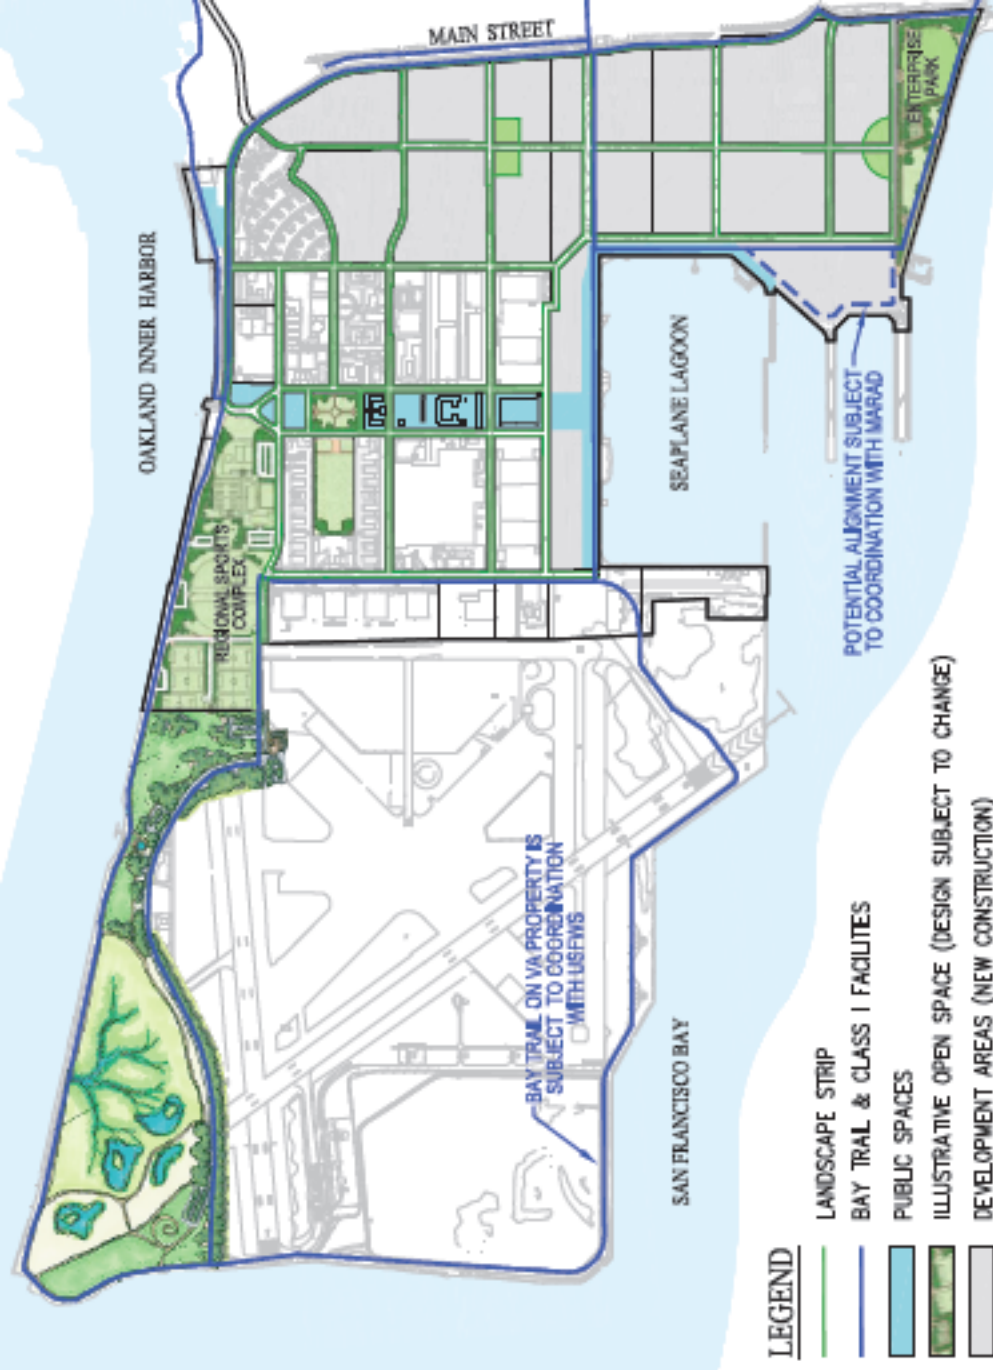 MAIN STREET
OAKLAND INNER HARBOR
ENTERPRISE
PARK
REGIONAL SPORTS
COMPLEX
SEAPLANE LAGOON
POTENTIAL ALIGNMENT SUBJECT
TO COORDINATION WITH MARAD
BAY TRAIL ON VA PROPERTY IS
SUBJECT TO COORDINATION
WITH USFWS
SAN FRANCISCO BAY
LEGEND
LANDSCAPE STRIP
BAY TRAIL & CLASS I FACILITES
PUBLIC SPACES
ILLUSTRATIVE OPEN SPACE (DESIGN SUBJECT TO CHANGE)
DEVELOPMENT AREAS (NEW CONSTRUCTION)